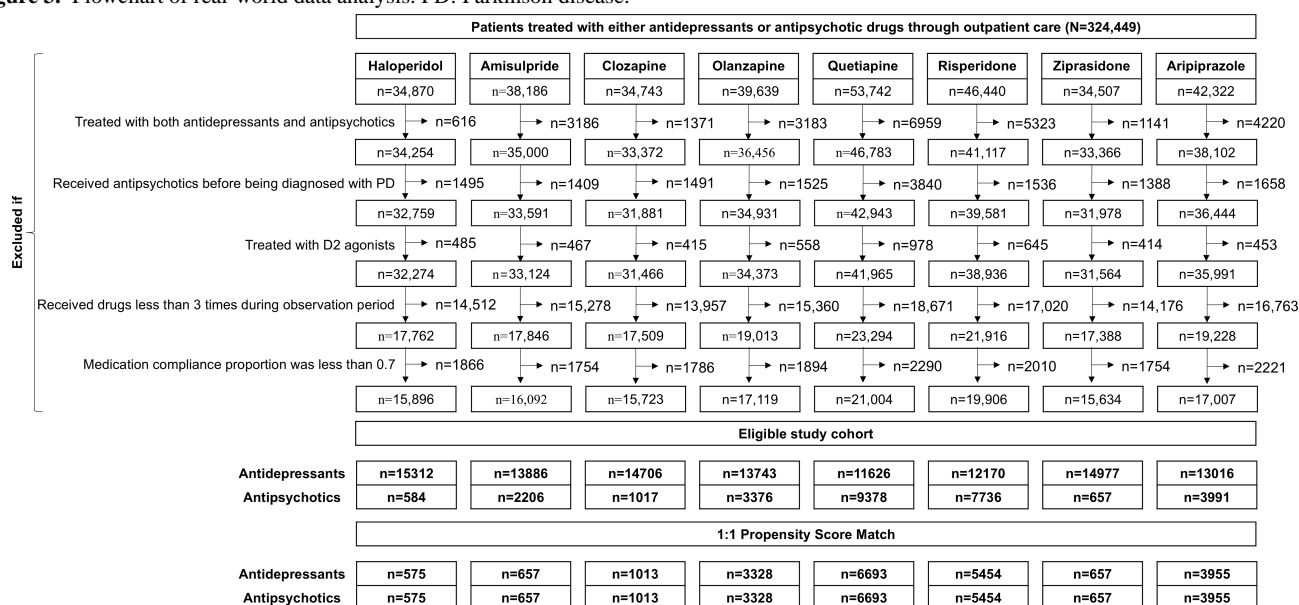 Figure 3. Flowchart of real-world data analysis. PD: Parkinson disease.
Patients treated with either antidepressants or antipsychotic drugs through outpatient care (N=324,449)
Haloperidol Amisulpride Clozapine Olanzapine Quetiapine Risperidone Ziprasidone Aripiprazole
n=34,870 n=38,186 n=34,743 n=39,639 n=53,742 n=46,440 n=34,507 n=42,322
Treated with both antidepressants and antipsychotics n=616 n=3186 n=1371 n=3183 n=6959 n=5323 n=1141 n=4220
n=34,254 n=35,000 n=33,372 n=36,456 n=46,783 n=41,117 n=33,366 n=38,102
Received antipsychotics before being diagnosed with PD n=1495 n=1409 n=1491 n=1525 n=3840 n=1536 n=1388 n=1658
n=32,759 n=33,591 n=31,881 n=34,931 n=42,943 n=39,581 n=31,978 n=36,444
Excluded if
Treated with D2 agonists n=485 n=467 n=415 n=558 n=978 n=645 n=414 n=453
n=32,274 n=33,124 n=31,466 n=34,373 n=41,965 n=38,936 n=31,564 n=35,991
Received drugs less than 3 times during observation period n=14,512 n=15,278 n=13,957 n=15,360 n=18,671 n=17,020 n=14,176 n=16,763
n=17,762 n=17,846 n=17,509 n=19,013 n=23,294 n=21,916 n=17,388 n=19,228
Medication compliance proportion was less than 0.7 n=1866 n=1754 n=1786 n=1894 n=2290 n=2010 n=1754 n=2221
n=15,896 n=16,092 n=15,723 n=17,119 n=21,004 n=19,906 n=15,634 n=17,007
Eligible study cohort
Antidepressants n=15312 n=13886 n=14706 n=13743 n=11626 n=12170 n=14977 n=13016
Antipsychotics n=584 n=2206 n=1017 n=3376 n=9378 n=7736 n=657 n=3991
1:1 Propensity Score Match
Antidepressants n=575 n=657 n=1013 n=3328 n=6693 n=5454 n=657 n=3955
Antipsychotics n=575 n=657 n=1013 n=3328 n=6693 n=5454 n=657 n=3955